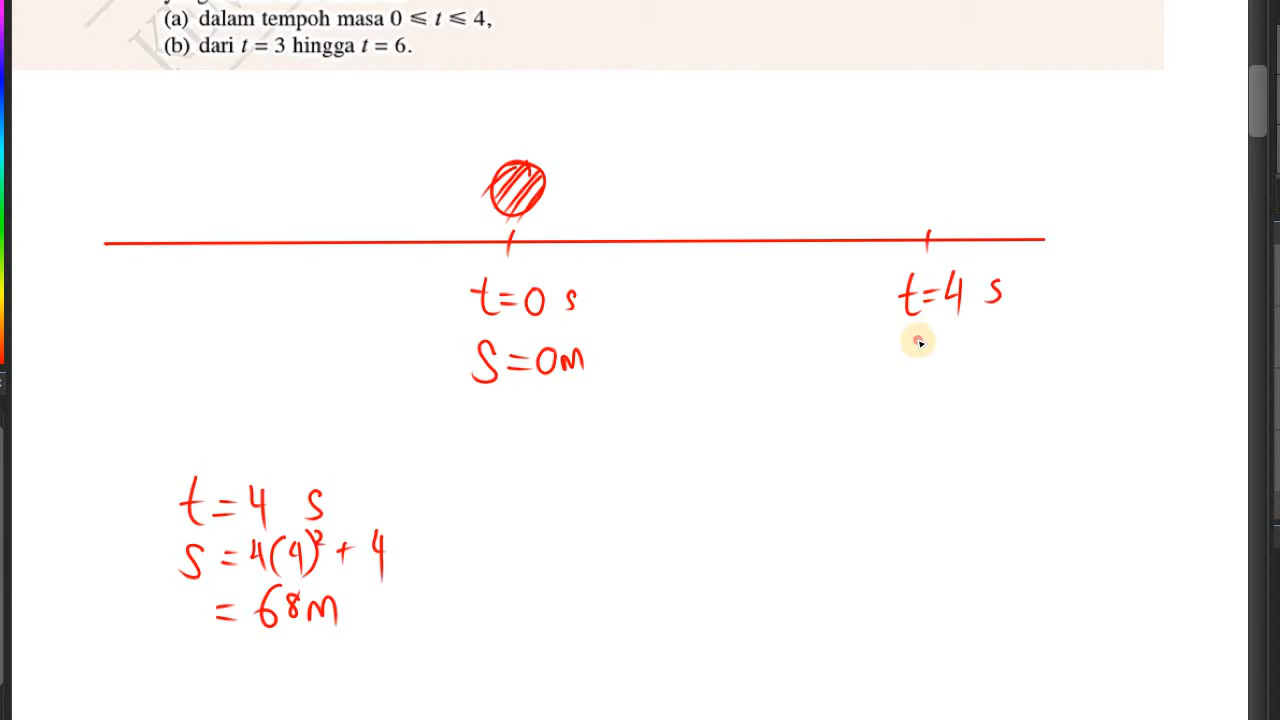 (a) dalam tempoh masa 0 ⩽ t ⩽ 4,
(b) dari t = 3 hingga t = 6.
t=0 s
t=4 s
S=0m
t=4 s
s=4(4)²+4
=68m